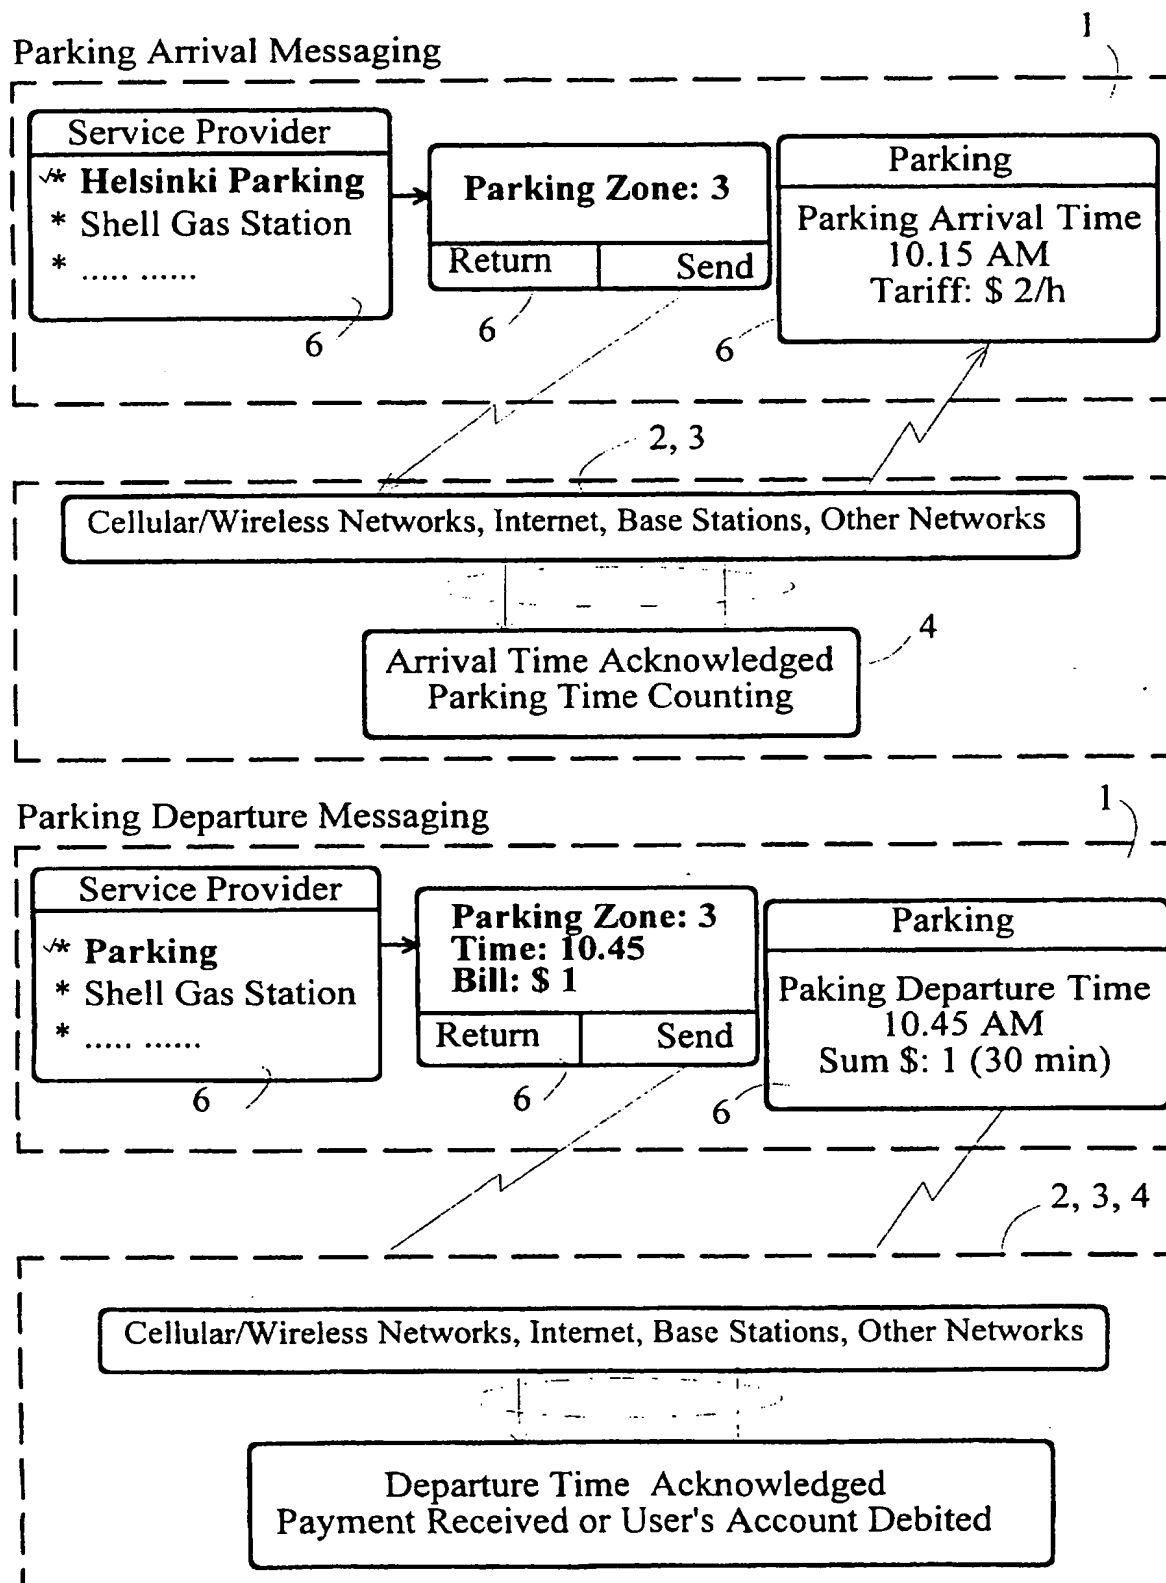 1
Parking Arrival Messaging
Service Provider
✓* Helsinki Parking
* Shell Gas Station
* ..... ......
6
Parking Zone: 3
Return Send
6
Parking
Parking Arrival Time
10.15 AM
Tariff: $ 2/h
6
2, 3
Cellular/Wireless Networks, Internet, Base Stations, Other Networks
4
Arrival Time Acknowledged
Parking Time Counting
1
Parking Departure Messaging
Service Provider
✓* Parking
* Shell Gas Station
* ..... ......
6
Parking Zone: 3
Time: 10.45
Bill: $ 1
Return Send
6
Parking
Paking Departure Time
10.45 AM
Sum $: 1 (30 min)
6
2, 3, 4
Cellular/Wireless Networks, Internet, Base Stations, Other Networks
Departure Time Acknowledged
Payment Received or User's Account Debited